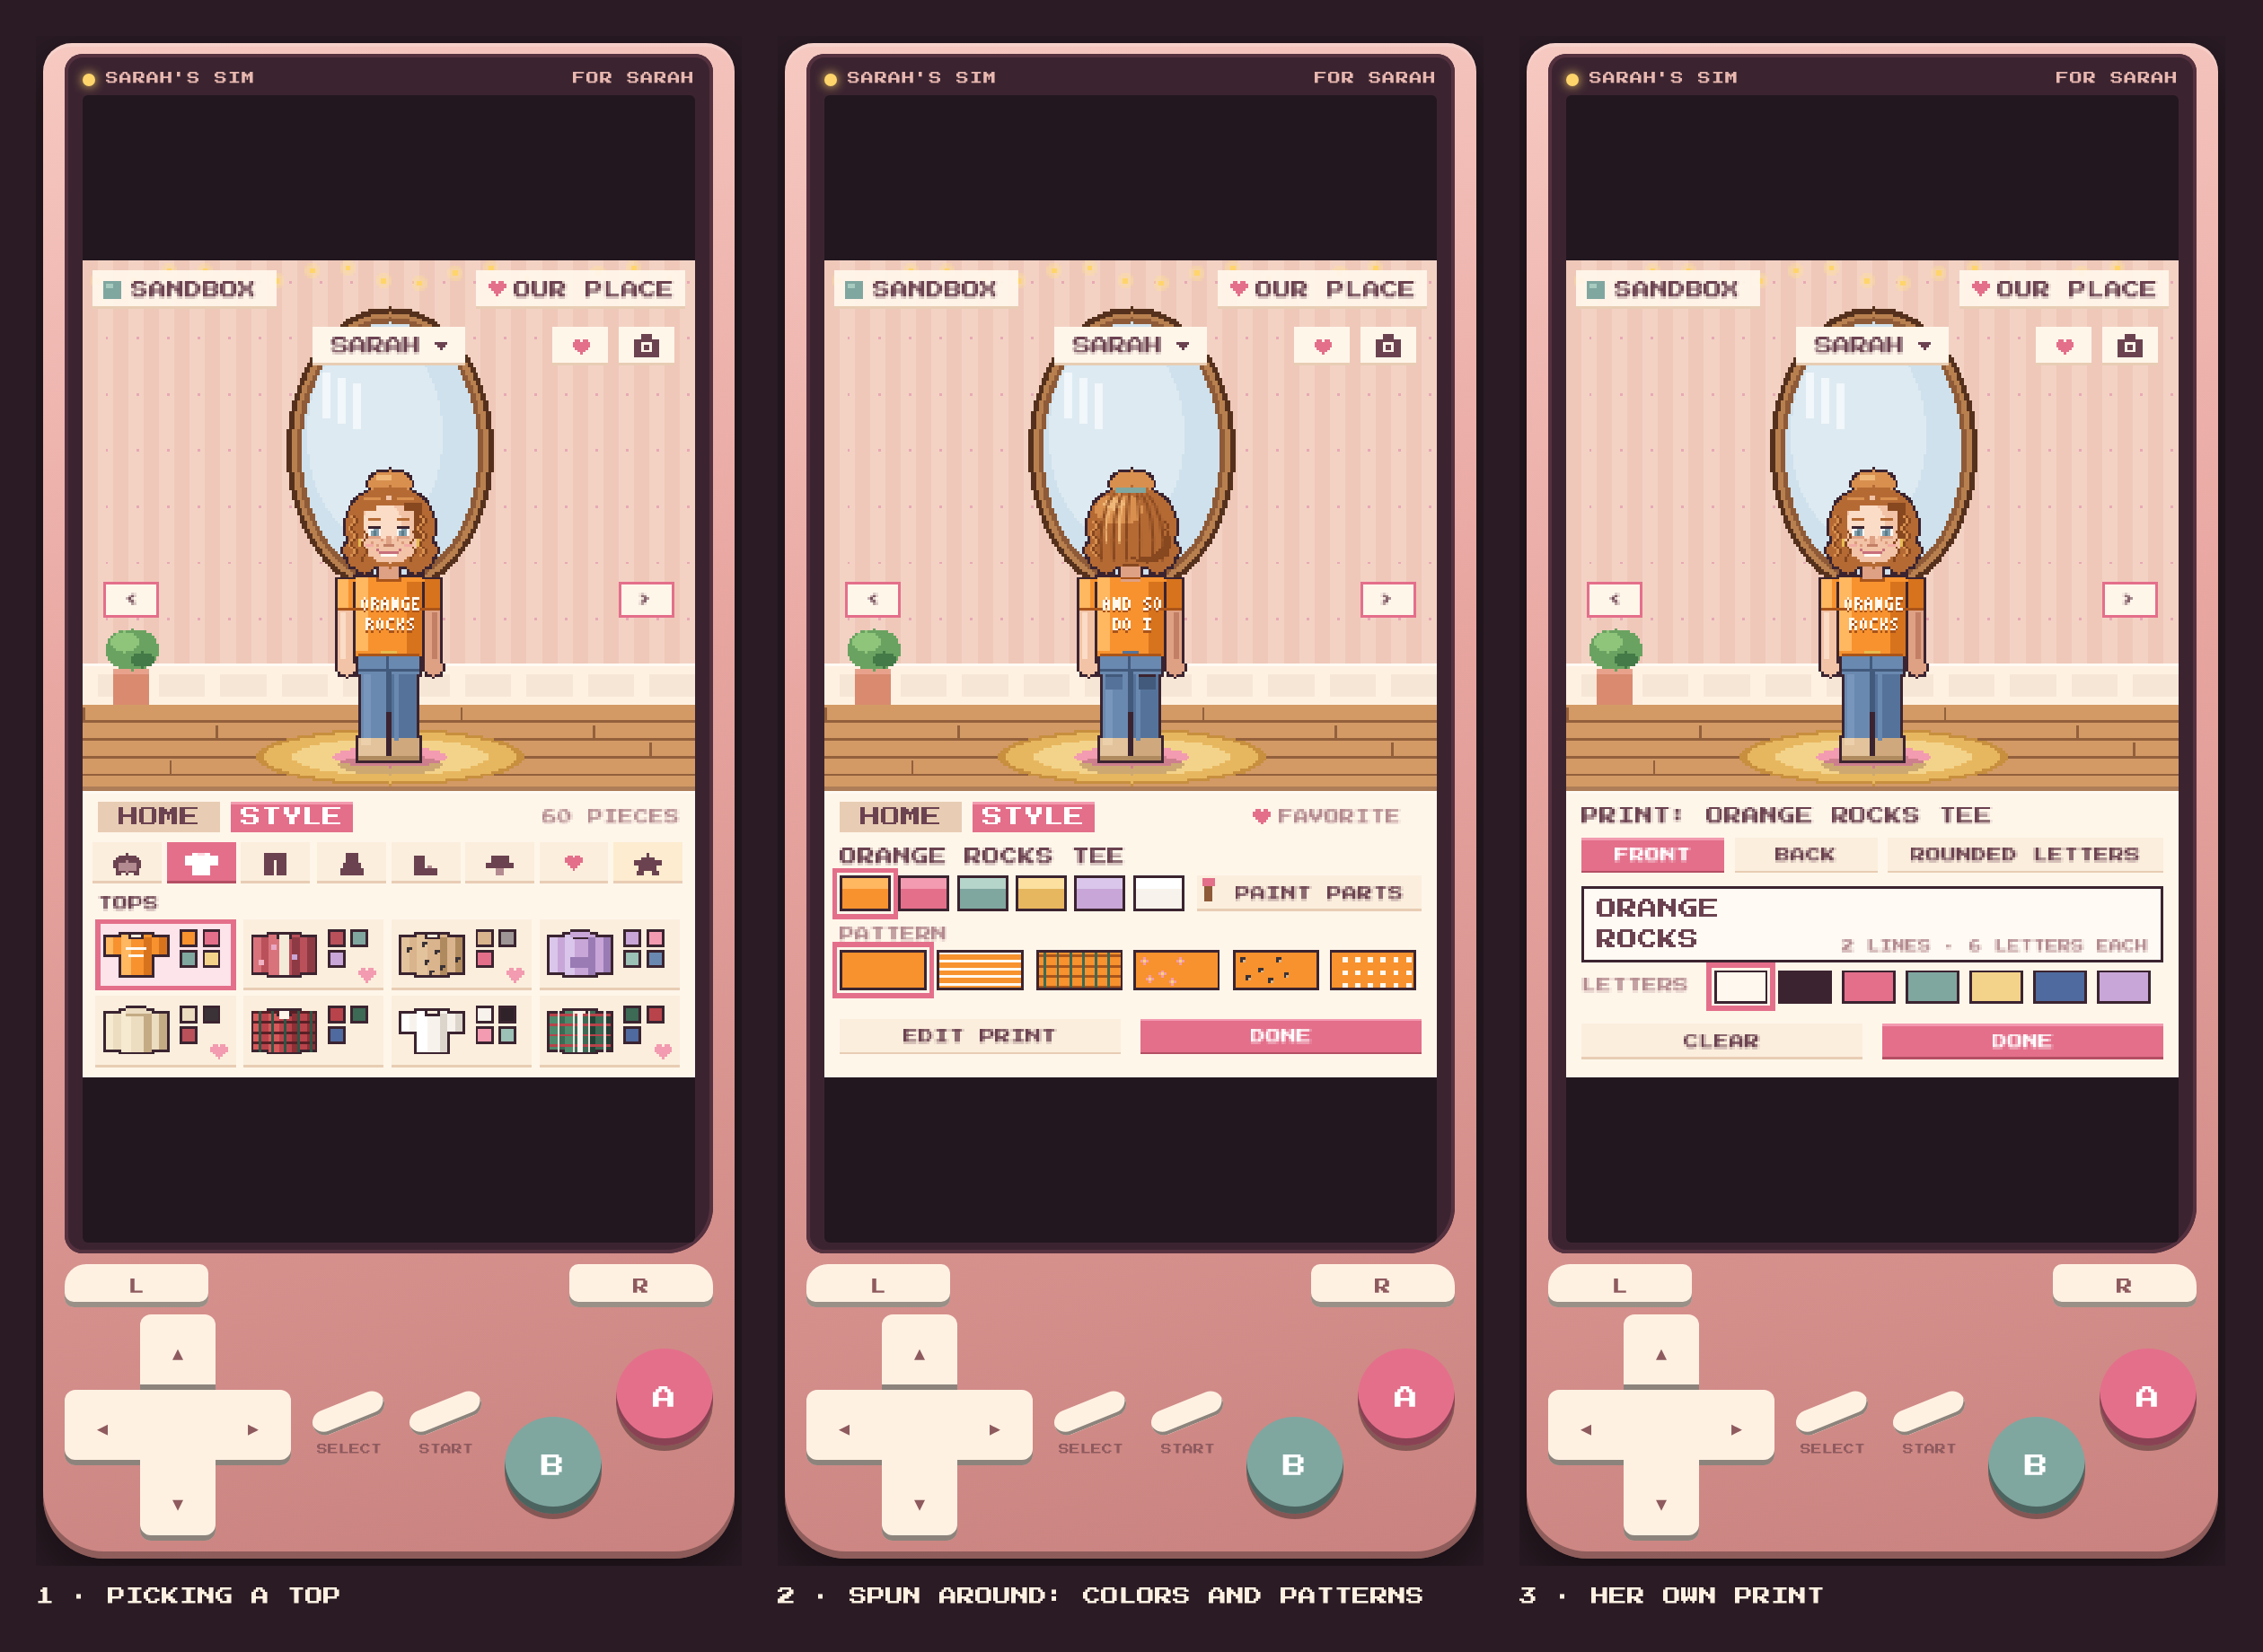 SARAH'S SIM
FOR SARAH
SANDBOX
OUR PLACE
SARAH
<
>
ORANGE
ROCKS
HOME
STYLE
60 PIECES
TOPS
L
R
SELECT
START
B
A
1 · PICKING A TOP
SARAH'S SIM
FOR SARAH
SANDBOX
OUR PLACE
SARAH
<
>
AND SO
DO I
HOME
STYLE
FAVORITE
ORANGE ROCKS TEE
PAINT PARTS
PATTERN
EDIT PRINT
DONE
L
R
SELECT
START
B
A
2 · SPUN AROUND: COLORS AND PATTERNS
SARAH'S SIM
FOR SARAH
SANDBOX
OUR PLACE
SARAH
<
>
ORANGE
ROCKS
PRINT: ORANGE ROCKS TEE
FRONT
BACK
ROUNDED LETTERS
ORANGE
ROCKS
2 LINES · 6 LETTERS EACH
LETTERS
CLEAR
DONE
L
R
SELECT
START
B
A
3 · HER OWN PRINT